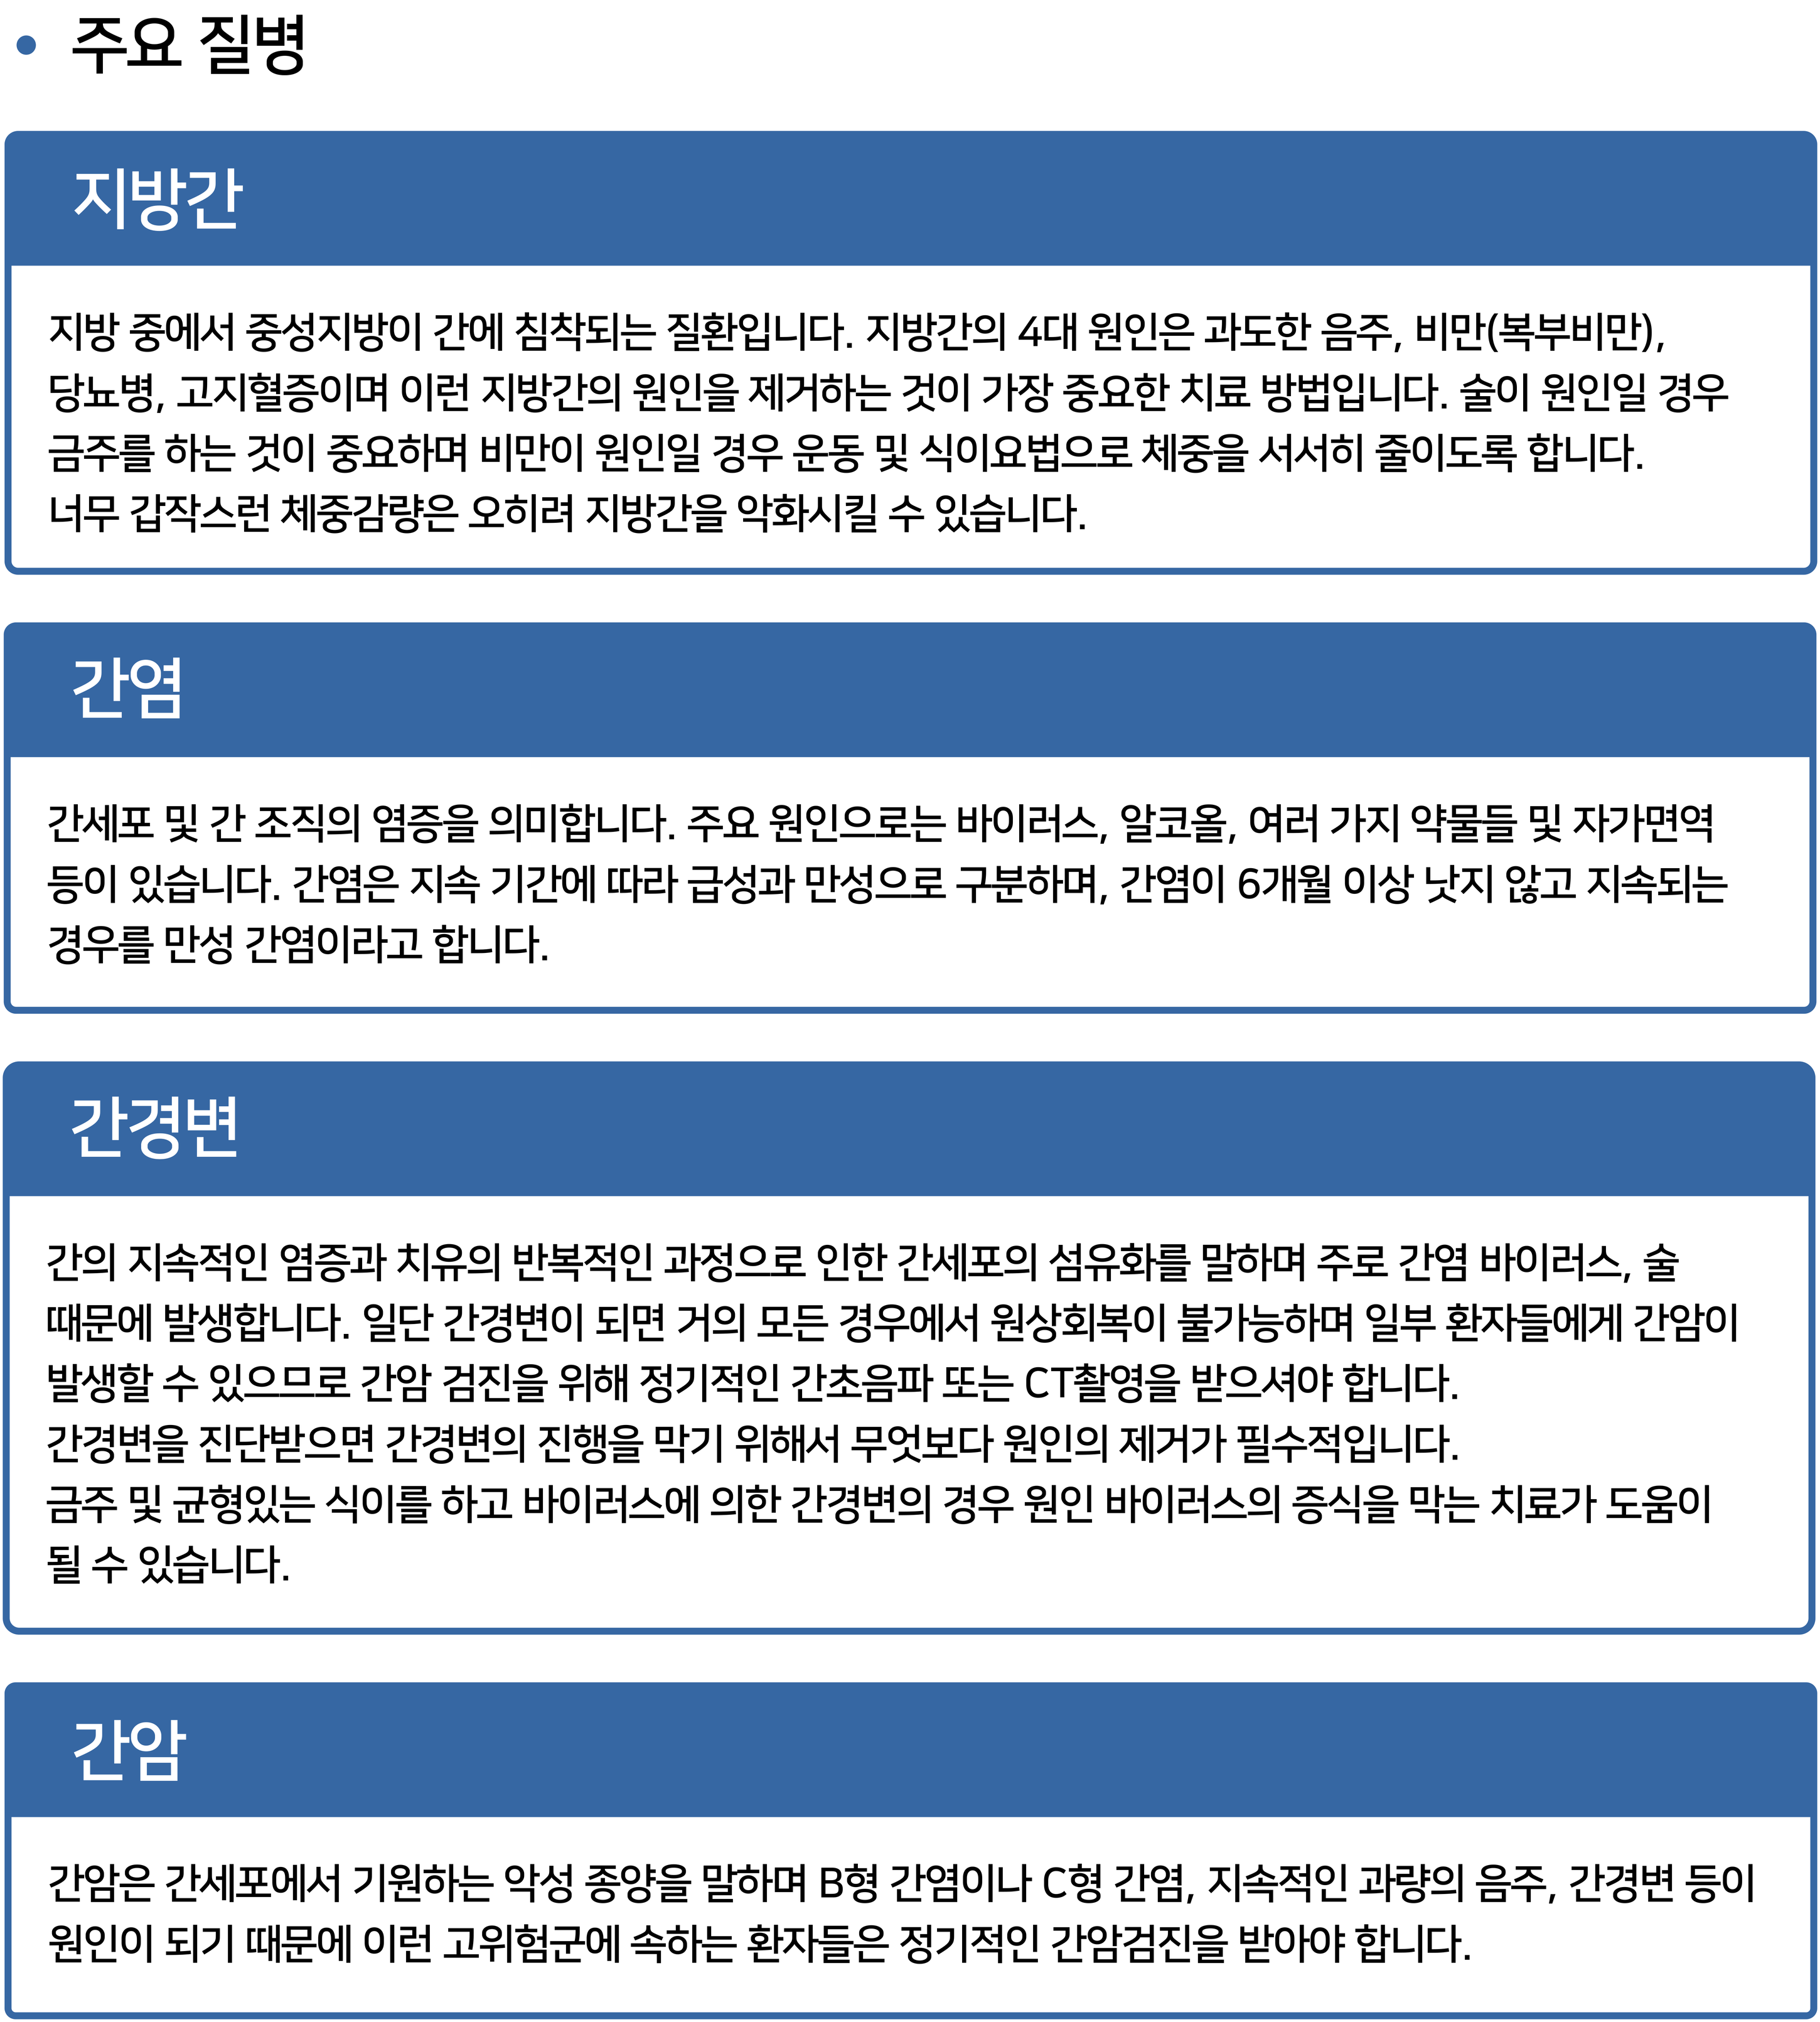 • 주요 질병
지방간
지방 중에서 중성지방이 간에 침착되는 질환입니다. 지방간의 4대 원인은 과도한 음주, 비만(복부비만),
당뇨병, 고지혈증이며 이런 지방간의 원인을 제거하는 것이 가장 중요한 치료 방법입니다. 술이 원인일 경우
금주를 하는 것이 중요하며 비만이 원인일 경우 운동 및 식이요법으로 체중을 서서히 줄이도록 합니다.
너무 갑작스런 체중감량은 오히려 지방간을 악화시킬 수 있습니다.
간염
간세포 및 간 조직의 염증을 의미합니다. 주요 원인으로는 바이러스, 알코올, 여러 가지 약물들 및 자가면역
등이 있습니다. 간염은 지속 기간에 따라 급성과 만성으로 구분하며, 간염이 6개월 이상 낫지 않고 지속되는
경우를 만성 간염이라고 합니다.
간경변
간의 지속적인 염증과 치유의 반복적인 과정으로 인한 간세포의 섬유화를 말하며 주로 간염 바이러스, 술
때문에 발생합니다. 일단 간경변이 되면 거의 모든 경우에서 원상회복이 불가능하며 일부 환자들에게 간암이
발생할 수 있으므로 간암 검진을 위해 정기적인 간초음파 또는 CT촬영을 받으셔야 합니다.
간경변을 진단받으면 간경변의 진행을 막기 위해서 무엇보다 원인의 제거가 필수적입니다.
금주 및 균형있는 식이를 하고 바이러스에 의한 간경변의 경우 원인 바이러스의 증식을 막는 치료가 도움이
될 수 있습니다.
간암
간암은 간세포에서 기원하는 악성 종양을 말하며 B형 간염이나 C형 간염, 지속적인 과량의 음주, 간경변 등이
원인이 되기 때문에 이런 고위험군에 속하는 환자들은 정기적인 간암검진을 받아야 합니다.